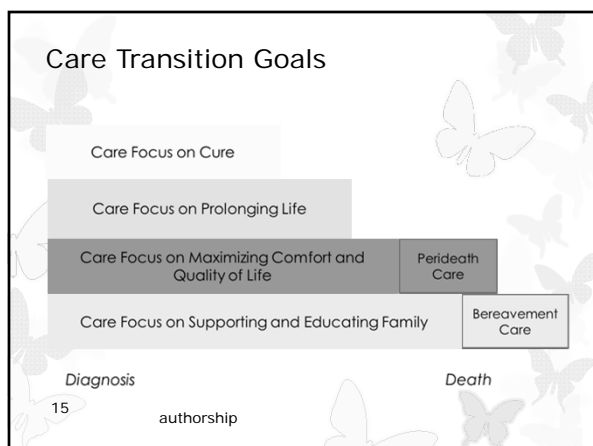 Care Transition Goals
Care Focus on Cure
Care Focus on Prolonging Life
Care Focus on Maximizing Comfort and
Quality of Life
Perideath
Care
Care Focus on Supporting and Educating Family
Bereavement
Care
Diagnosis
Death
15
authorship